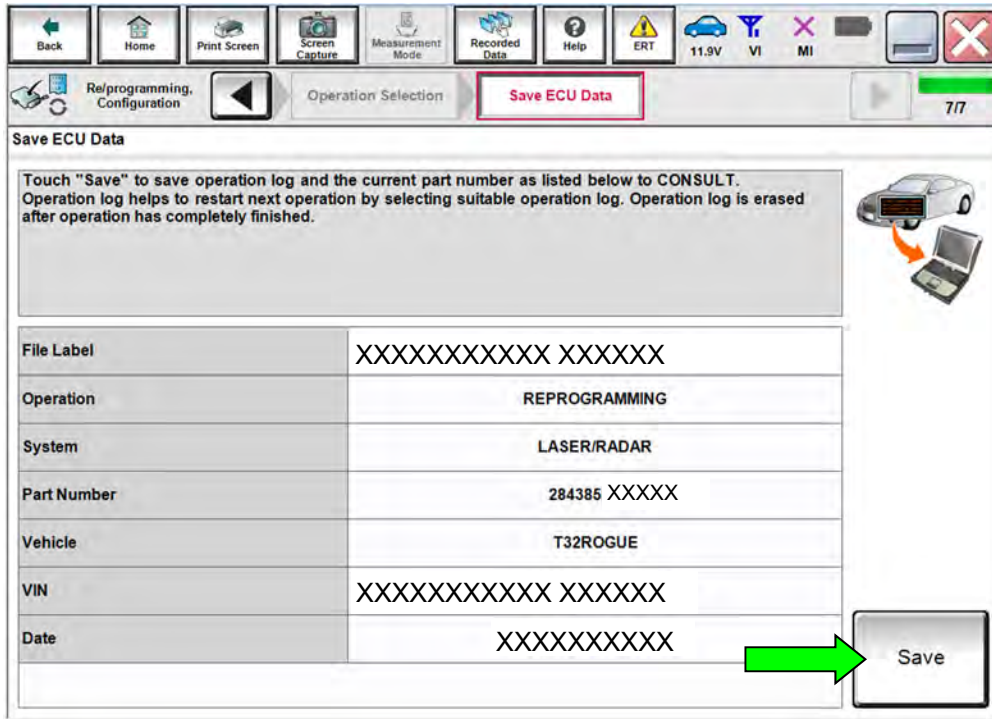 Back
Home
Print Screen
Screen
Capture
Measurement
Mode
Recorded
Data
Help
ERT
11.9V
VI
MI
Re/programming,
Configuration
Operation Selection
Save ECU Data
7/7
Save ECU Data
Touch "Save" to save operation log and the current part number as listed below to CONSULT.
Operation log helps to restart next operation by selecting suitable operation log. Operation log is erased
after operation has completely finished.
File Label XXXXXXXXXXX XXXXXX
Operation REPROGRAMMING
System LASER/RADAR
Part Number 284385 XXXXX
Vehicle T32ROGUE
VIN XXXXXXXXXXX XXXXXX
Date XXXXXXXXXX
Save